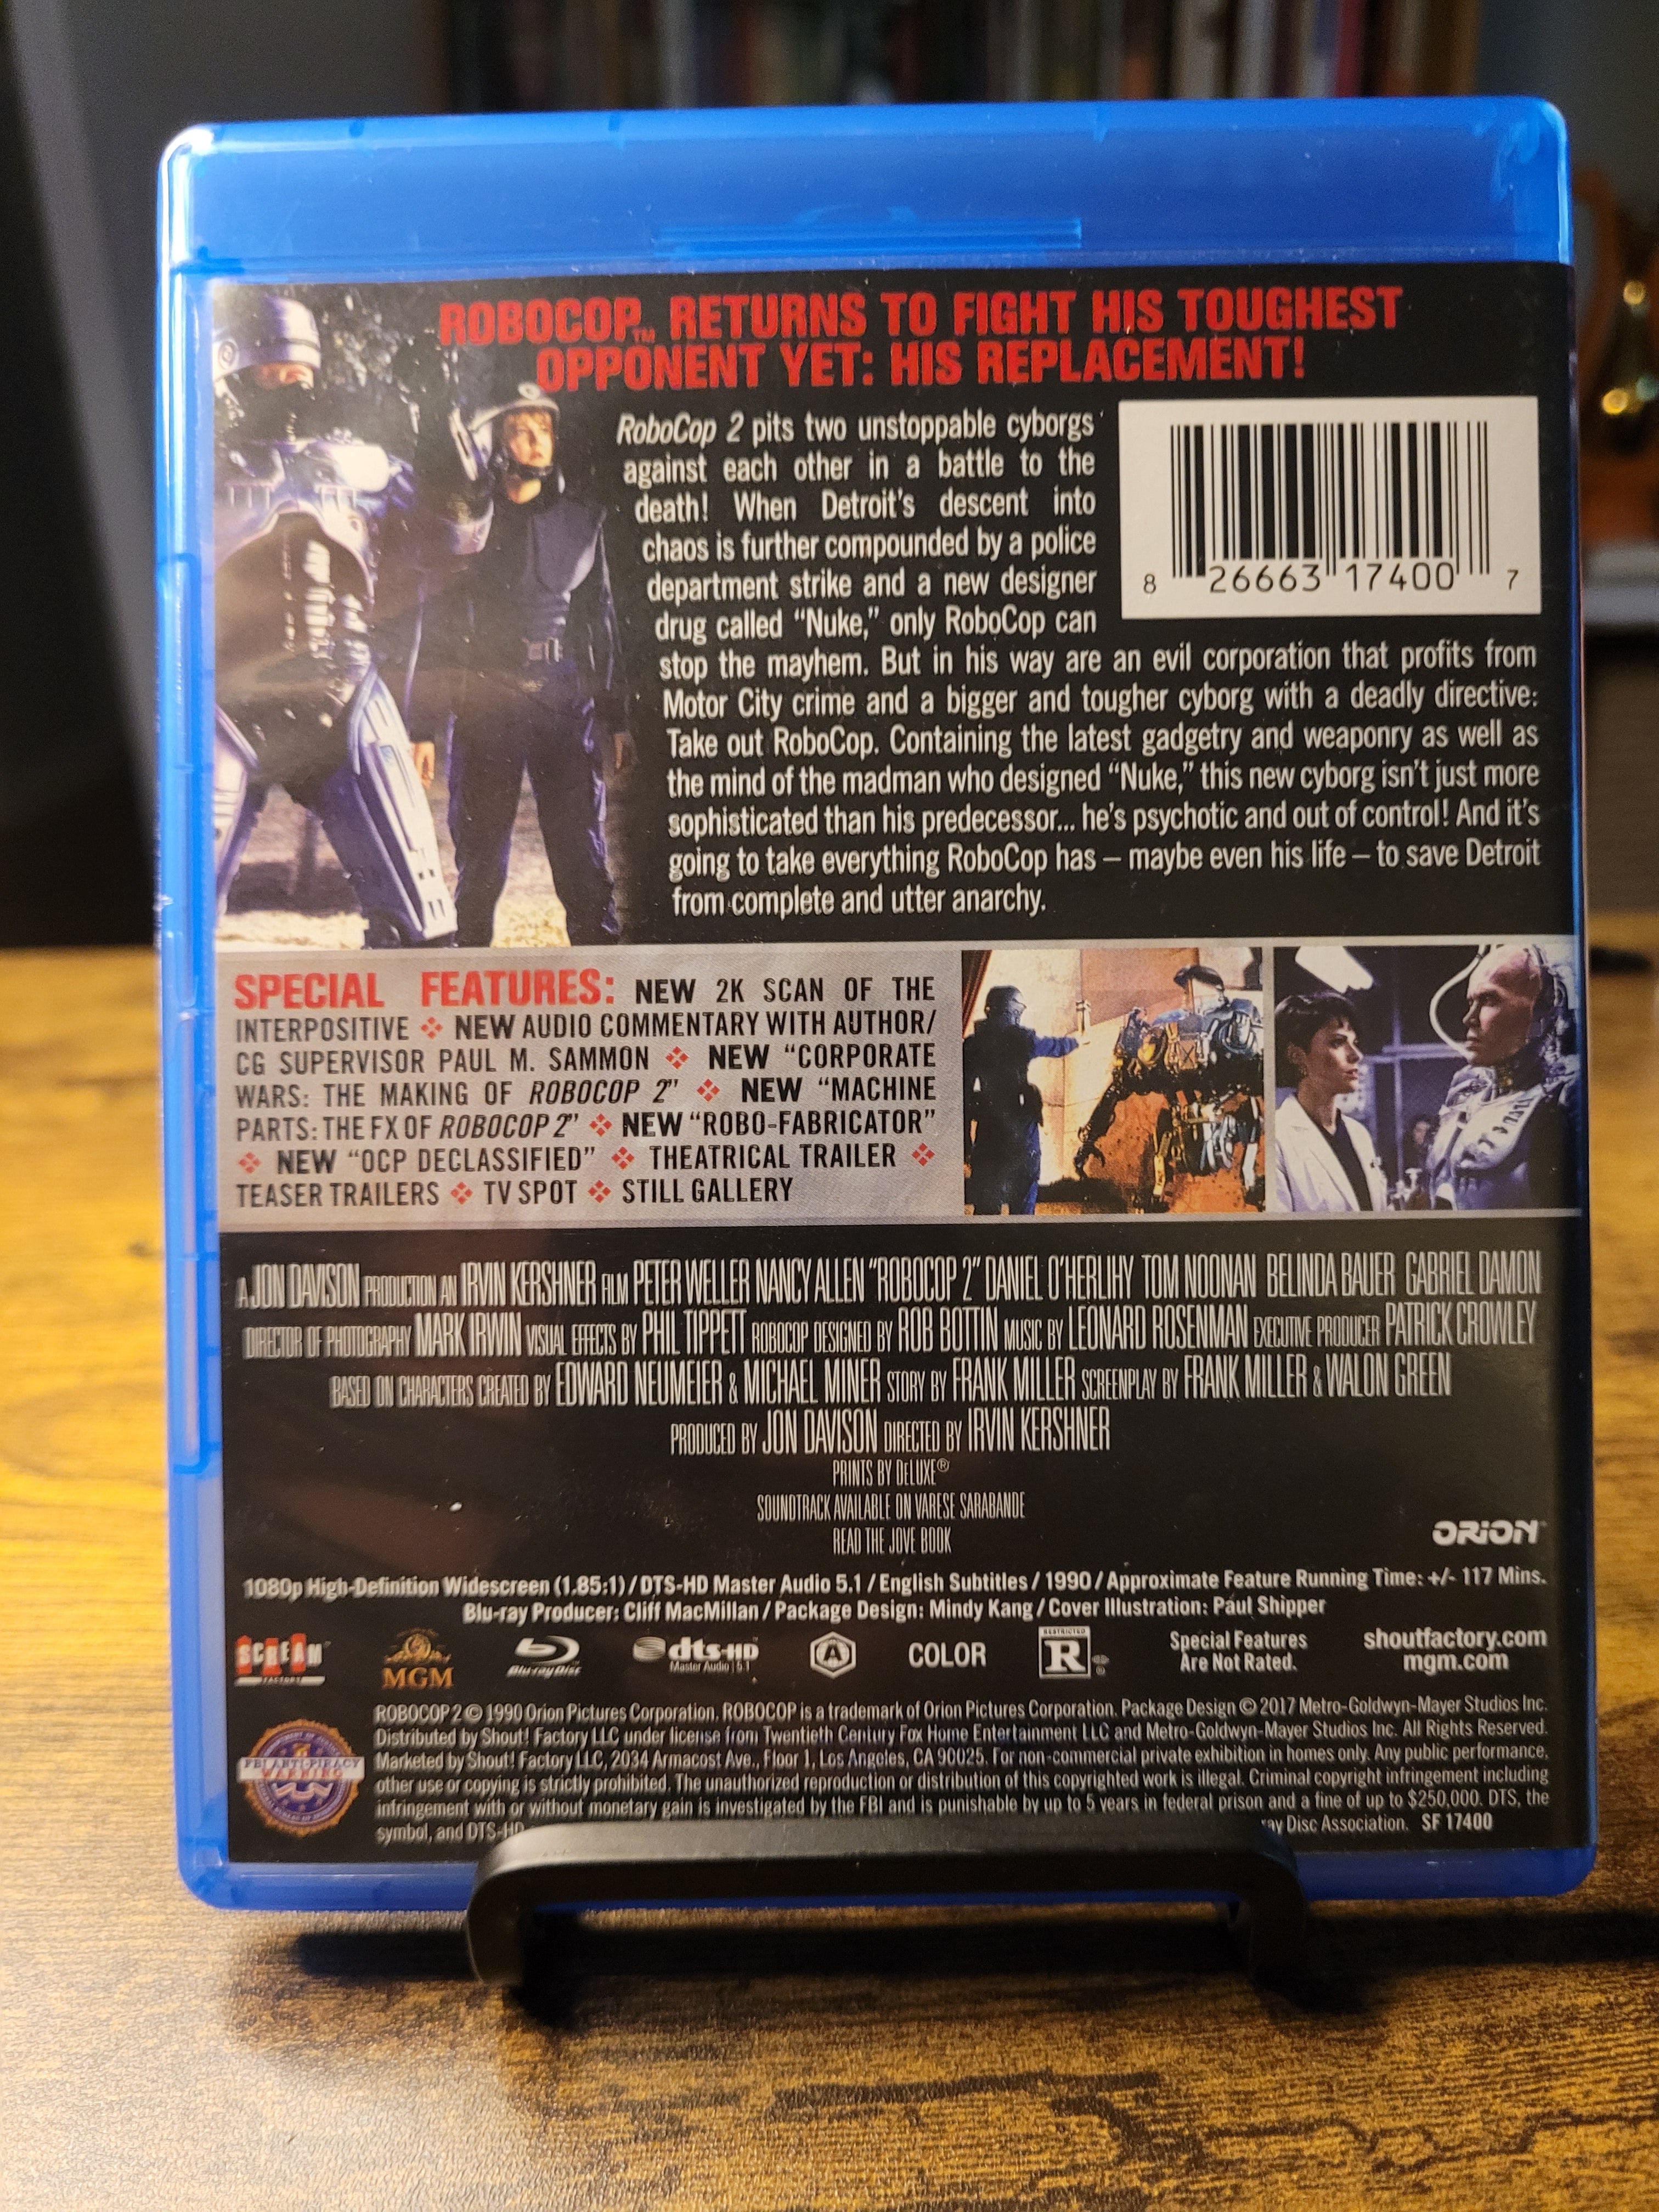 ROBOCOP™ RETURNS TO FIGHT HIS TOUGHEST
OPPONENT YET: HIS REPLACEMENT!
RoboCop 2 pits two unstoppable cyborgs
against each other in a battle to the
death! When Detroit's descent into
chaos is further compounded by a police
department strike and a new designer
drug called “Nuke,” only RoboCop can
stop the mayhem. But in his way are an evil corporation that profits from
Motor City crime and a bigger and tougher cyborg with a deadly directive:
Take out RoboCop. Containing the latest gadgetry and weaponry as well as
the mind of the madman who designed “Nuke,” this new cyborg isn't just more
sophisticated than his predecessor... he's psychotic and out of control! And it's
going to take everything RoboCop has – maybe even his life – to save Detroit
from complete and utter anarchy.
8 26663 17400 7
SPECIAL FEATURES: NEW 2K SCAN OF THE
INTERPOSITIVE ❖ NEW AUDIO COMMENTARY WITH AUTHOR/
CG SUPERVISOR PAUL M. SAMMON ❖ NEW “CORPORATE
WARS: THE MAKING OF ROBOCOP 2” ❖ NEW “MACHINE
PARTS: THE FX OF ROBOCOP 2” ❖ NEW “ROBO-FABRICATOR”
❖ NEW “OCP DECLASSIFIED” ❖ THEATRICAL TRAILER ❖
TEASER TRAILERS ❖ TV SPOT ❖ STILL GALLERY
A JON DAVISON PRODUCTION AN IRVIN KERSHNER FILM PETER WELLER NANCY ALLEN “ROBOCOP 2” DANIEL O'HERLIHY TOM NOONAN BELINDA BAUER GABRIEL DAMON
DIRECTOR OF PHOTOGRAPHY MARK IRWIN VISUAL EFFECTS BY PHIL TIPPETT ROBOCOP DESIGNED BY ROB BOTTIN MUSIC BY LEONARD ROSENMAN EXECUTIVE PRODUCER PATRICK CROWLEY
BASED ON CHARACTERS CREATED BY EDWARD NEUMEIER & MICHAEL MINER STORY BY FRANK MILLER SCREENPLAY BY FRANK MILLER & WALON GREEN
PRODUCED BY JON DAVISON DIRECTED BY IRVIN KERSHNER
PRINTS BY DELUXE®
SOUNDTRACK AVAILABLE ON VARESE SARABANDE
READ THE JOVE BOOK
ORION
1080p High-Definition Widescreen (1.85:1) / DTS-HD Master Audio 5.1 / English Subtitles / 1990 / Approximate Feature Running Time: +/- 117 Mins.
Blu-ray Producer: Cliff MacMillan / Package Design: Mindy Kang / Cover Illustration: Paul Shipper
SCREAM FACTORY™ MGM Blu-ray Disc dts-HD Master Audio | 5.1 A COLOR RESTRICTED R Special Features Are Not Rated. shoutfactory.com mgm.com
ROBOCOP 2 © 1990 Orion Pictures Corporation. ROBOCOP is a trademark of Orion Pictures Corporation. Package Design © 2017 Metro-Goldwyn-Mayer Studios Inc.
Distributed by Shout! Factory LLC under license from Twentieth Century Fox Home Entertainment LLC and Metro-Goldwyn-Mayer Studios Inc. All Rights Reserved.
Marketed by Shout! Factory LLC, 2034 Armacost Ave., Floor 1, Los Angeles, CA 90025. For non-commercial private exhibition in homes only. Any public performance,
other use or copying is strictly prohibited. The unauthorized reproduction or distribution of this copyrighted work is illegal. Criminal copyright infringement including
infringement with or without monetary gain is investigated by the FBI and is punishable by up to 5 years in federal prison and a fine of up to $250,000. DTS, the
symbol, and DTS-HD ray Disc Association. SF 17400
FBI ANTI-PIRACY
WARNING